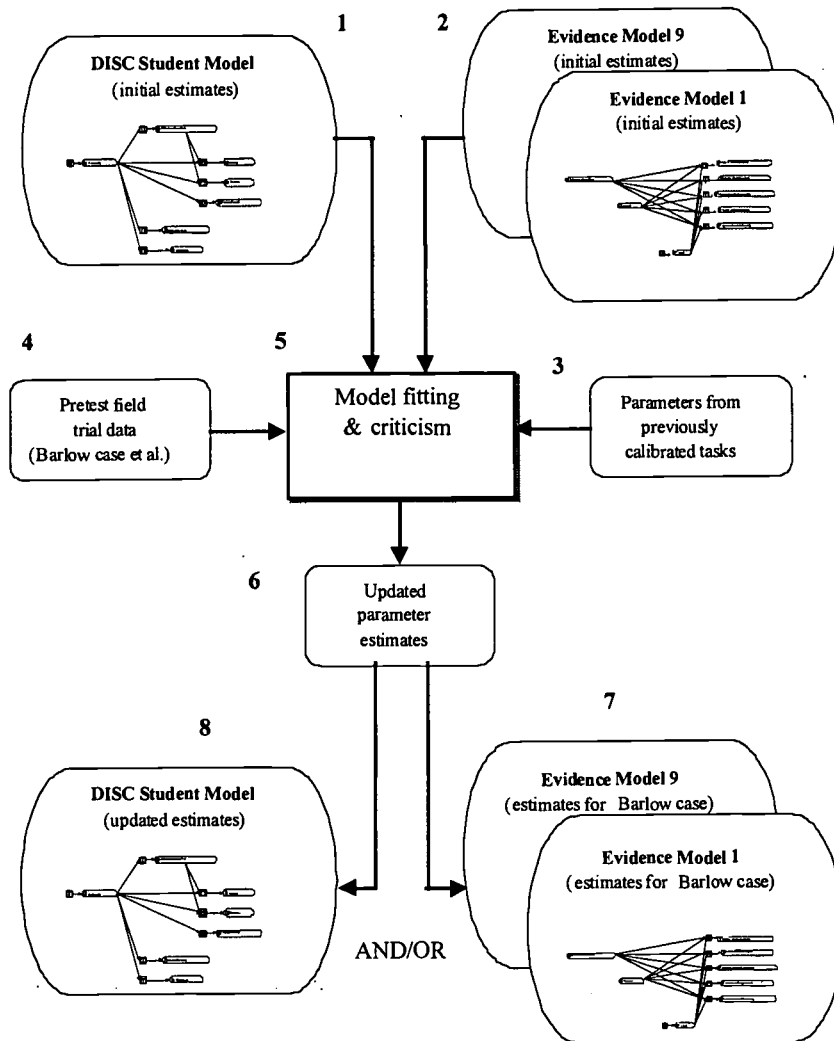 1
2
DISC Student Model
(initial estimates)
Evidence Model 9
(initial estimates)
Evidence Model 1
(initial estimates)
4
5
3
Pretest field
trial data
(Barlow case et al.)
Model fitting
& criticism
Parameters from
previously
calibrated tasks
6
Updated
parameter
estimates
8
7
DISC Student Model
(updated estimates)
Evidence Model 9
(estimates for Barlow case)
Evidence Model 1
(estimates for Barlow case)
AND/OR